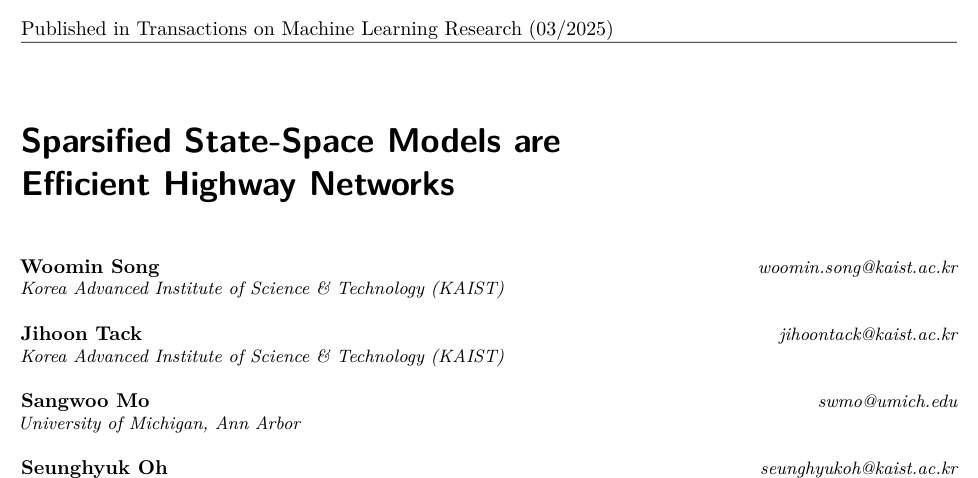 Published in Transactions on Machine Learning Research (03/2025)
Sparsified State-Space Models are
Efficient Highway Networks
Woomin Song woomin.song@kaist.ac.kr
Korea Advanced Institute of Science & Technology (KAIST)
Jihoon Tack jihoontack@kaist.ac.kr
Korea Advanced Institute of Science & Technology (KAIST)
Sangwoo Mo swmo@umich.edu
University of Michigan, Ann Arbor
Seunghyuk Oh seunghyukoh@kaist.ac.kr